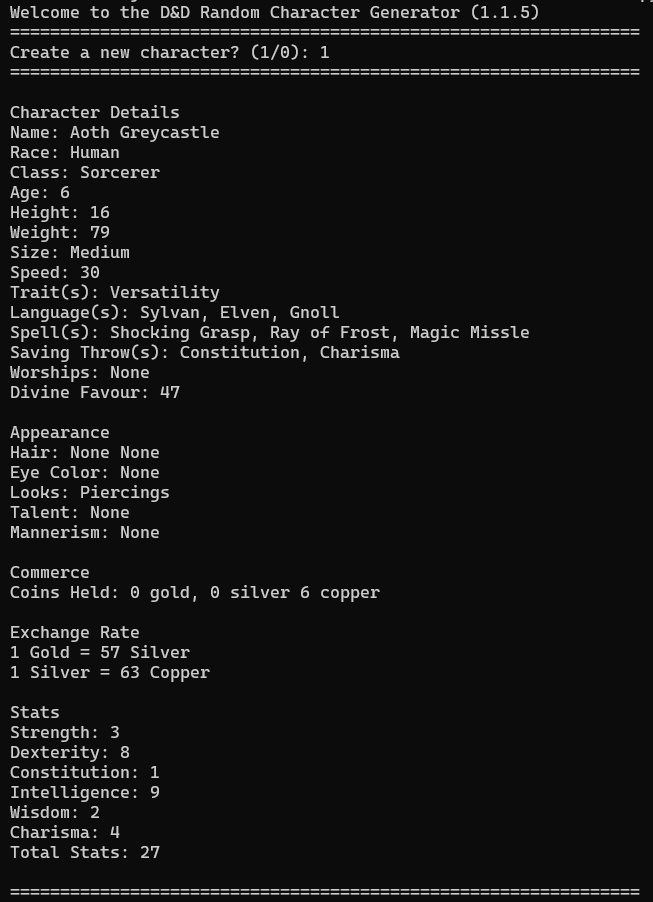 Welcome to the D&D Random Character Generator (1.1.5)
===============================================================
Create a new character? (1/0): 1
===============================================================
Character Details
Name: Aoth Greycastle
Race: Human
Class: Sorcerer
Age: 6
Height: 16
Weight: 79
Size: Medium
Speed: 30
Trait(s): Versatility
Language(s): Sylvan, Elven, Gnoll
Spell(s): Shocking Grasp, Ray of Frost, Magic Missle
Saving Throw(s): Constitution, Charisma
Worships: None
Divine Favour: 47
Appearance
Hair: None None
Eye Color: None
Looks: Piercings
Talent: None
Mannerism: None
Commerce
Coins Held: 0 gold, 0 silver 6 copper
Exchange Rate
1 Gold = 57 Silver
1 Silver = 63 Copper
Stats
Strength: 3
Dexterity: 8
Constitution: 1
Intelligence: 9
Wisdom: 2
Charisma: 4
Total Stats: 27
===============================================================